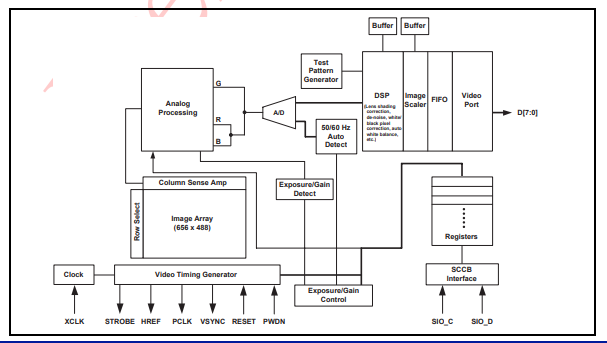 Buffer
Buffer
Test
Pattern
Generator
DSP
(Lens shading
correction,
de-noise, white/
black pixel
correction, auto
white balance,
etc.)
Image
Scaler
FIFO
Video
Port
D[7:0]
G
R
B
Analog
Processing
A/D
50/60 Hz
Auto
Detect
Exposure/Gain
Detect
Column Sense Amp
Row Select
Image Array
(656 x 488)
Registers
Clock
Video Timing Generator
Exposure/Gain
Control
SCCB
Interface
XCLK
STROBE
HREF
PCLK
VSYNC
RESET
PWDN
SIO_C
SIO_D